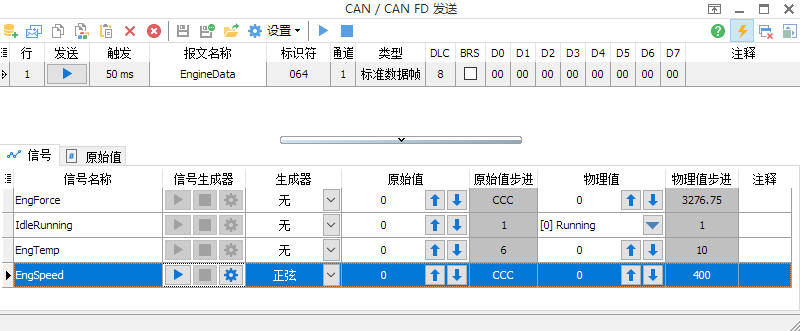 CAN / CAN FD 发送
设置
行 发送 触发 报文名称 标识符 通道 类型 DLC BRS D0 D1 D2 D3 D4 D5 D6 D7 注释
1 50 ms EngineData 064 1 标准数据帧 8 00 00 00 00 00 00 00 00
信号 原始值
信号名称 信号生成器 生成器 原始值 原始值步进 物理值 物理值步进 注释
EngForce 无 0 CCC 0 3276.75
IdleRunning 无 0 1 [0] Running 1
EngTemp 无 0 6 0 10
EngSpeed 正弦 0 CCC 0 400